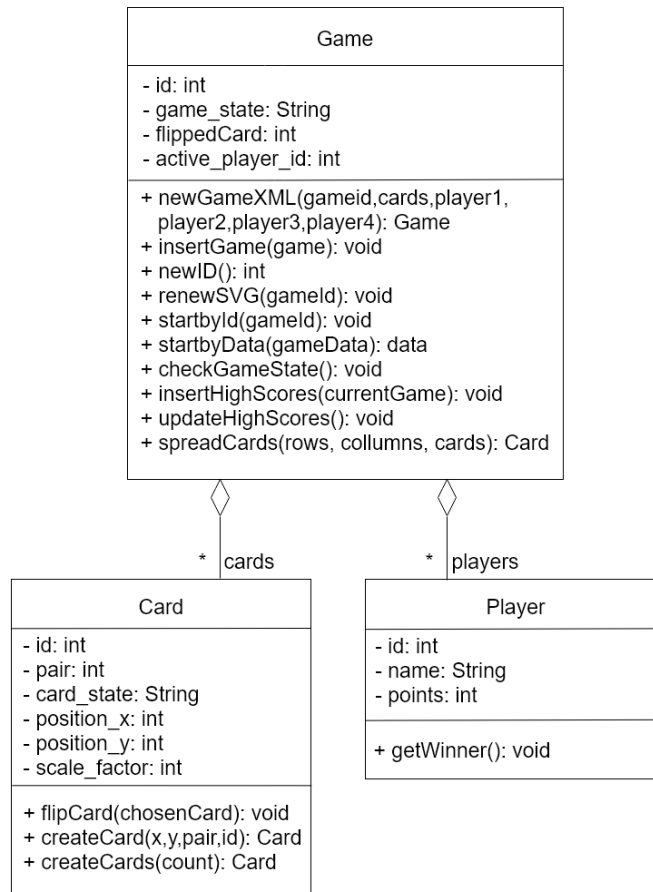 Game
- id: int
- game_state: String
- flippedCard: int
- active_player_id: int
+ newGameXML(gameid,cards,player1,
player2,player3,player4): Game
+ insertGame(game): void
+ newID(): int
+ renewSVG(gameId): void
+ startbyId(gameId): void
+ startbyData(gameData): data
+ checkGameState(): void
+ insertHighScores(currentGame): void
+ updateHighScores(): void
+ spreadCards(rows, collumns, cards): Card
* cards
* players
Card
- id: int
- pair: int
- card_state: String
- position_x: int
- position_y: int
- scale_factor: int
+ flipCard(chosenCard): void
+ createCard(x,y,pair,id): Card
+ createCards(count): Card
Player
- id: int
- name: String
- points: int
+ getWinner(): void